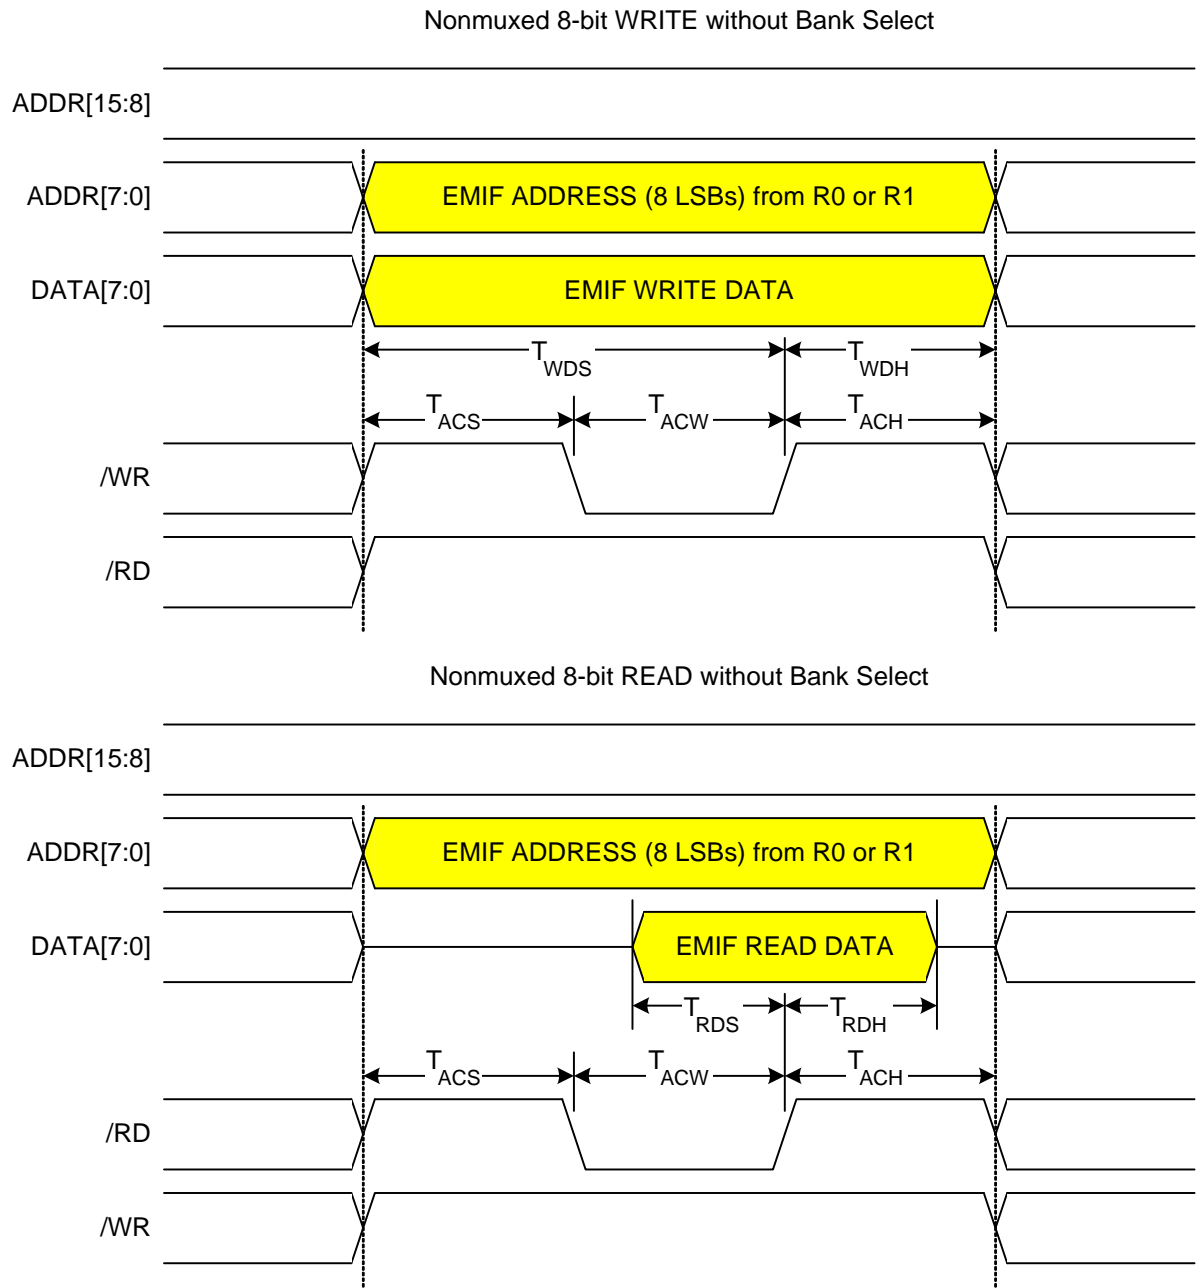 Nonmuxed 8-bit WRITE without Bank Select
ADDR[15:8]
ADDR[7:0]
EMIF ADDRESS (8 LSBs) from R0 or R1
DATA[7:0]
EMIF WRITE DATA
TWDS TWDH
TACS TACW TACH
/WR
/RD
Nonmuxed 8-bit READ without Bank Select
ADDR[15:8]
ADDR[7:0]
EMIF ADDRESS (8 LSBs) from R0 or R1
DATA[7:0]
EMIF READ DATA
TRDS TRDH
TACS TACW TACH
/RD
/WR